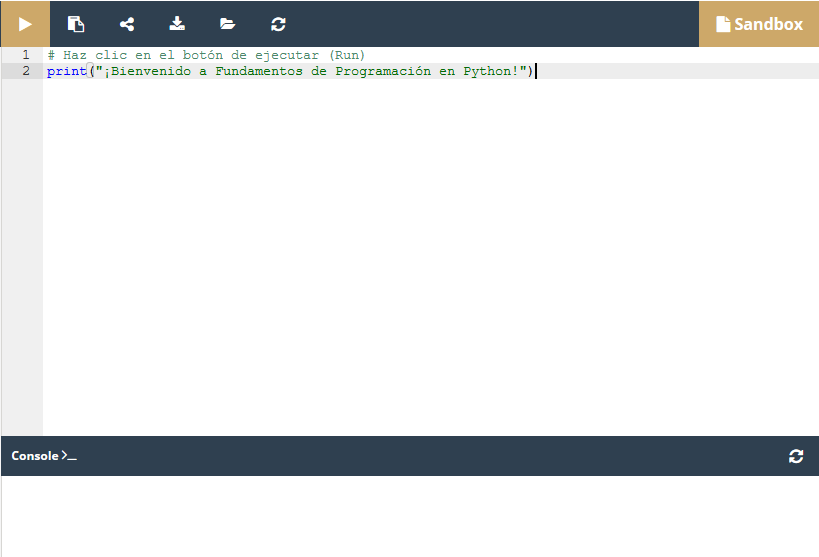 Sandbox
1 # Haz clic en el botón de ejecutar (Run)
2 print("¡Bienvenido a Fundamentos de Programación en Python!")
Console >_